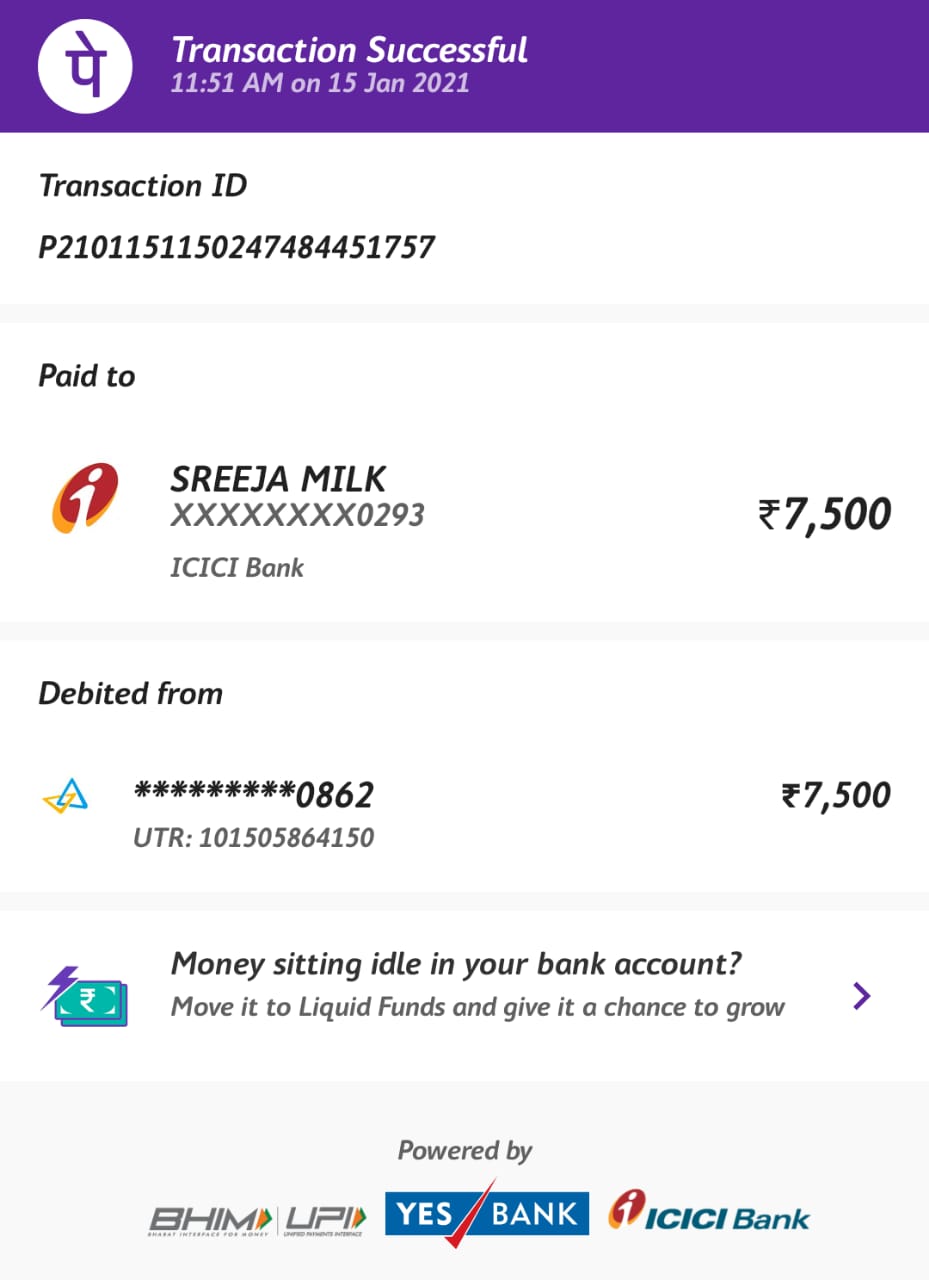 पे
Transaction Successful
11:51 AM on 15 Jan 2021
Transaction ID
P2101151150247484451757
Paid to
SREEJA MILK
XXXXXXXX0293
₹7,500
ICICI Bank
Debited from
*********0862
₹7,500
UTR: 101505864150
₹
Money sitting idle in your bank account?
Move it to Liquid Funds and give it a chance to grow
Powered by
BHIM UPI YES BANK ICICI Bank
BHARAT INTERFACE FOR MONEY UNIFIED PAYMENTS INTERFACE